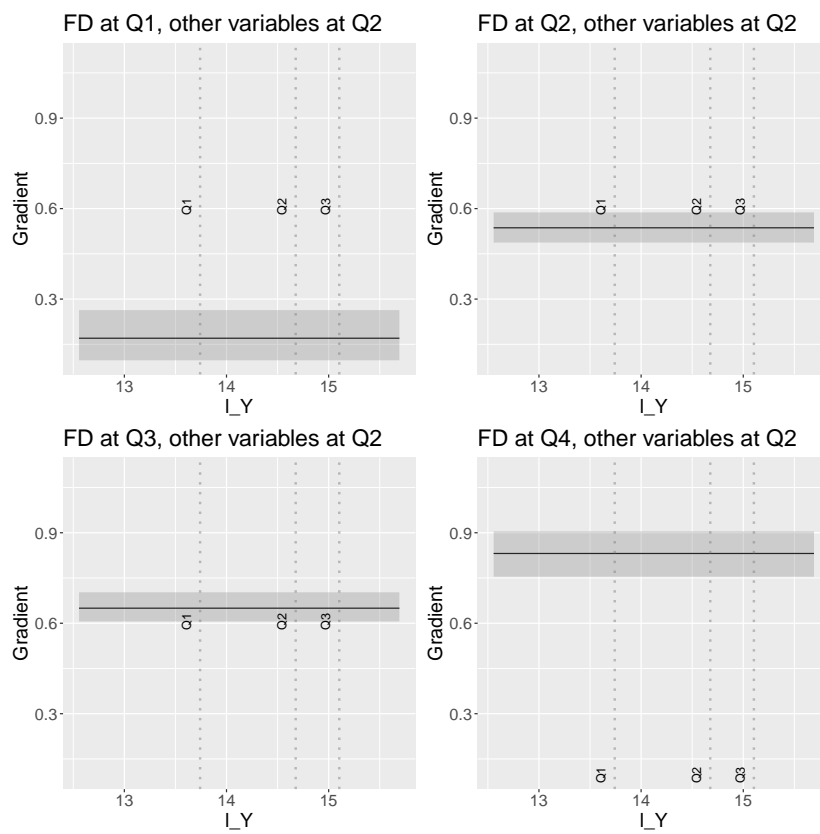 FD at Q1, other variables at Q2
0.9
0.6
0.3
Gradient
Q1
Q2
Q3
13
14
15
I_Y
FD at Q2, other variables at Q2
0.9
0.6
0.3
Gradient
Q1
Q2
Q3
13
14
15
I_Y
FD at Q3, other variables at Q2
0.9
0.6
0.3
Gradient
Q1
Q2
Q3
13
14
15
I_Y
FD at Q4, other variables at Q2
0.9
0.6
0.3
Gradient
Q1
Q2
Q3
13
14
15
I_Y